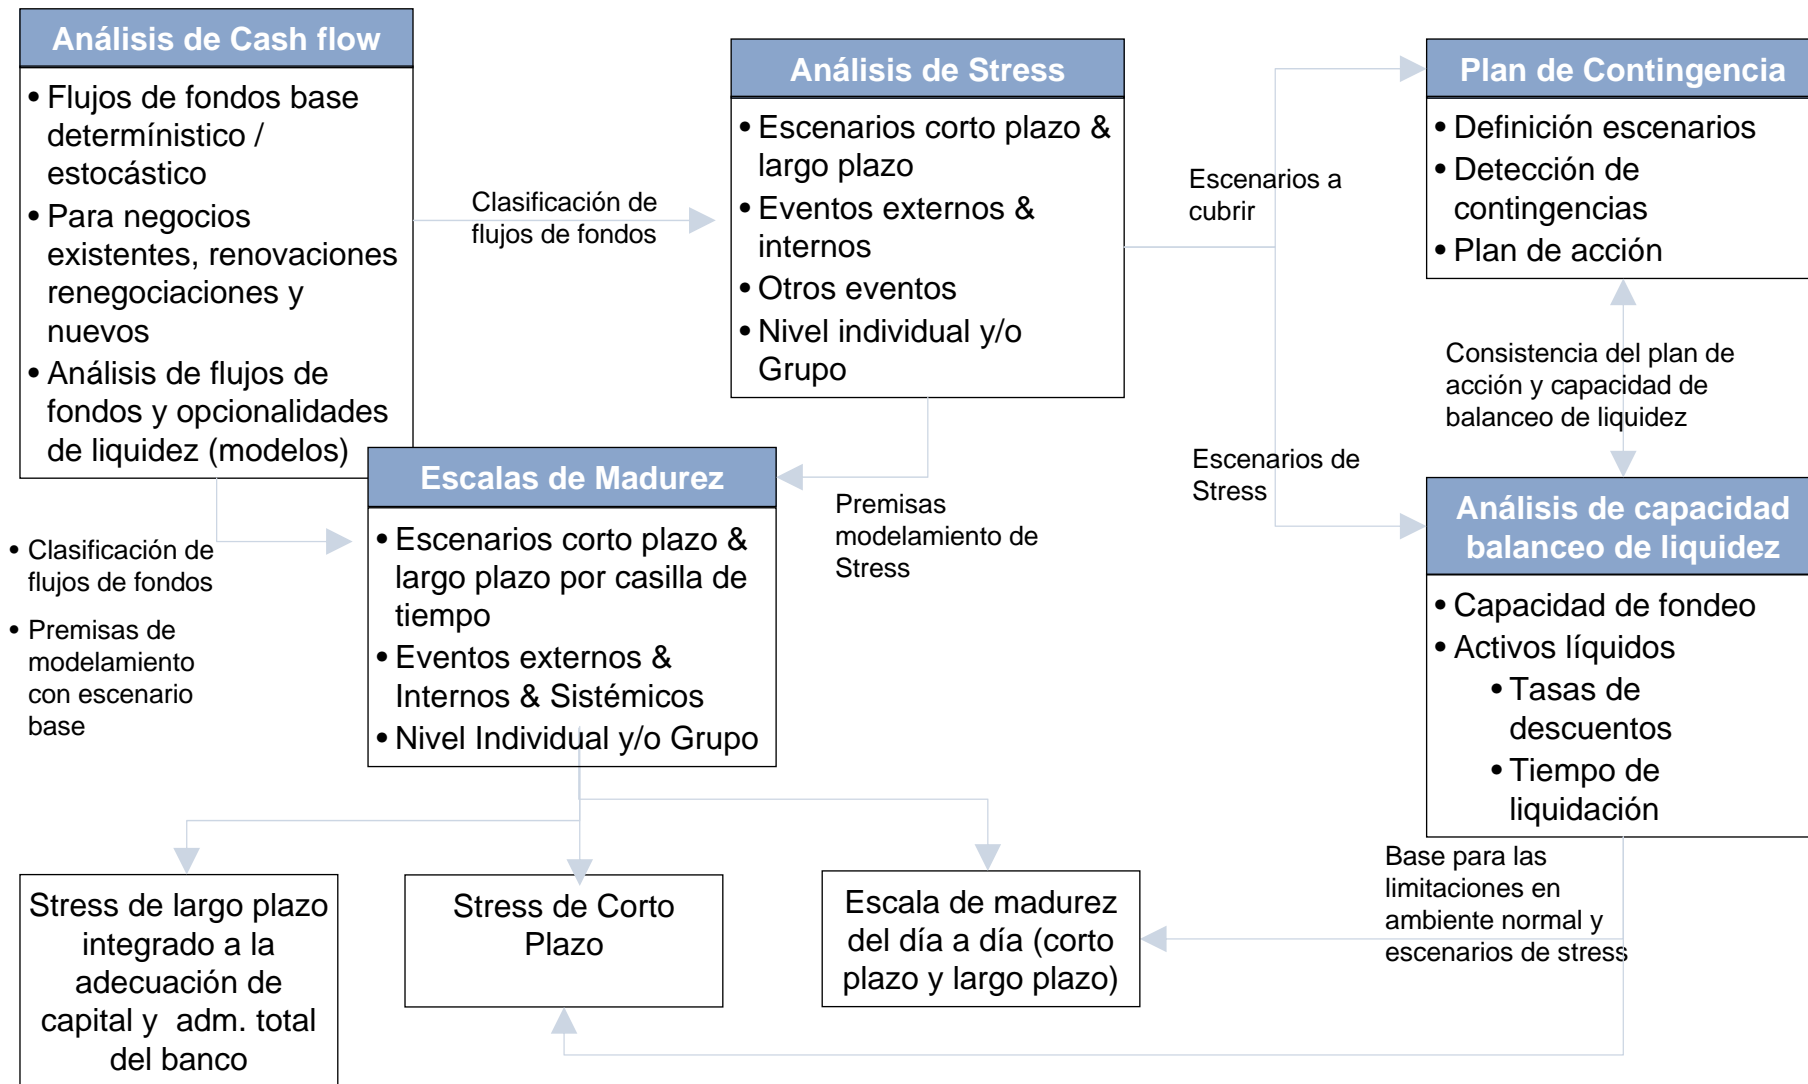 Análisis de Cash flow
• Flujos de fondos base
determínistico /
estocástico
• Para negocios
existentes, renovaciones
renegociaciones y
nuevos
• Análisis de flujos de
fondos y opcionalidades
de liquidez (modelos)
Clasificación de
flujos de fondos
Análisis de Stress
• Escenarios corto plazo &
largo plazo
• Eventos externos &
internos
• Otros eventos
• Nivel individual y/o
Grupo
Escenarios a
cubrir
Plan de Contingencia
• Definición escenarios
• Detección de
contingencias
• Plan de acción
Consistencia del plan de
acción y capacidad de
balanceo de liquidez
Escenarios de
Stress
Análisis de capacidad
balanceo de liquidez
• Capacidad de fondeo
• Activos líquidos
• Tasas de
descuentos
• Tiempo de
liquidación
Premisas
modelamiento de
Stress
Escalas de Madurez
• Escenarios corto plazo &
largo plazo por casilla de
tiempo
• Eventos externos &
Internos & Sistémicos
• Nivel Individual y/o Grupo
• Clasificación de
flujos de fondos
• Premisas de
modelamiento
con escenario
base
Base para las
limitaciones en
ambiente normal y
escenarios de stress
Stress de largo plazo
integrado a la
adecuación de
capital y adm. total
del banco
Stress de Corto
Plazo
Escala de madurez
del día a día (corto
plazo y largo plazo)